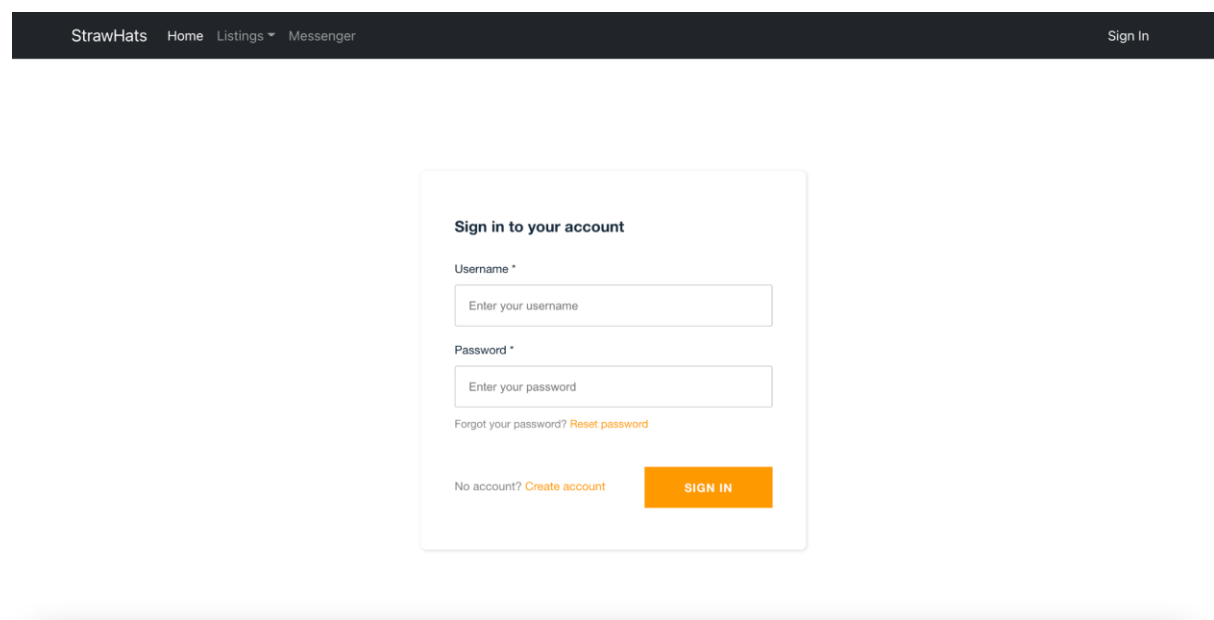 StrawHats Home Listings Messenger Sign In
Sign in to your account
Username *
Enter your username
Password *
Enter your password
Forgot your password? Reset password
No account? Create account SIGN IN